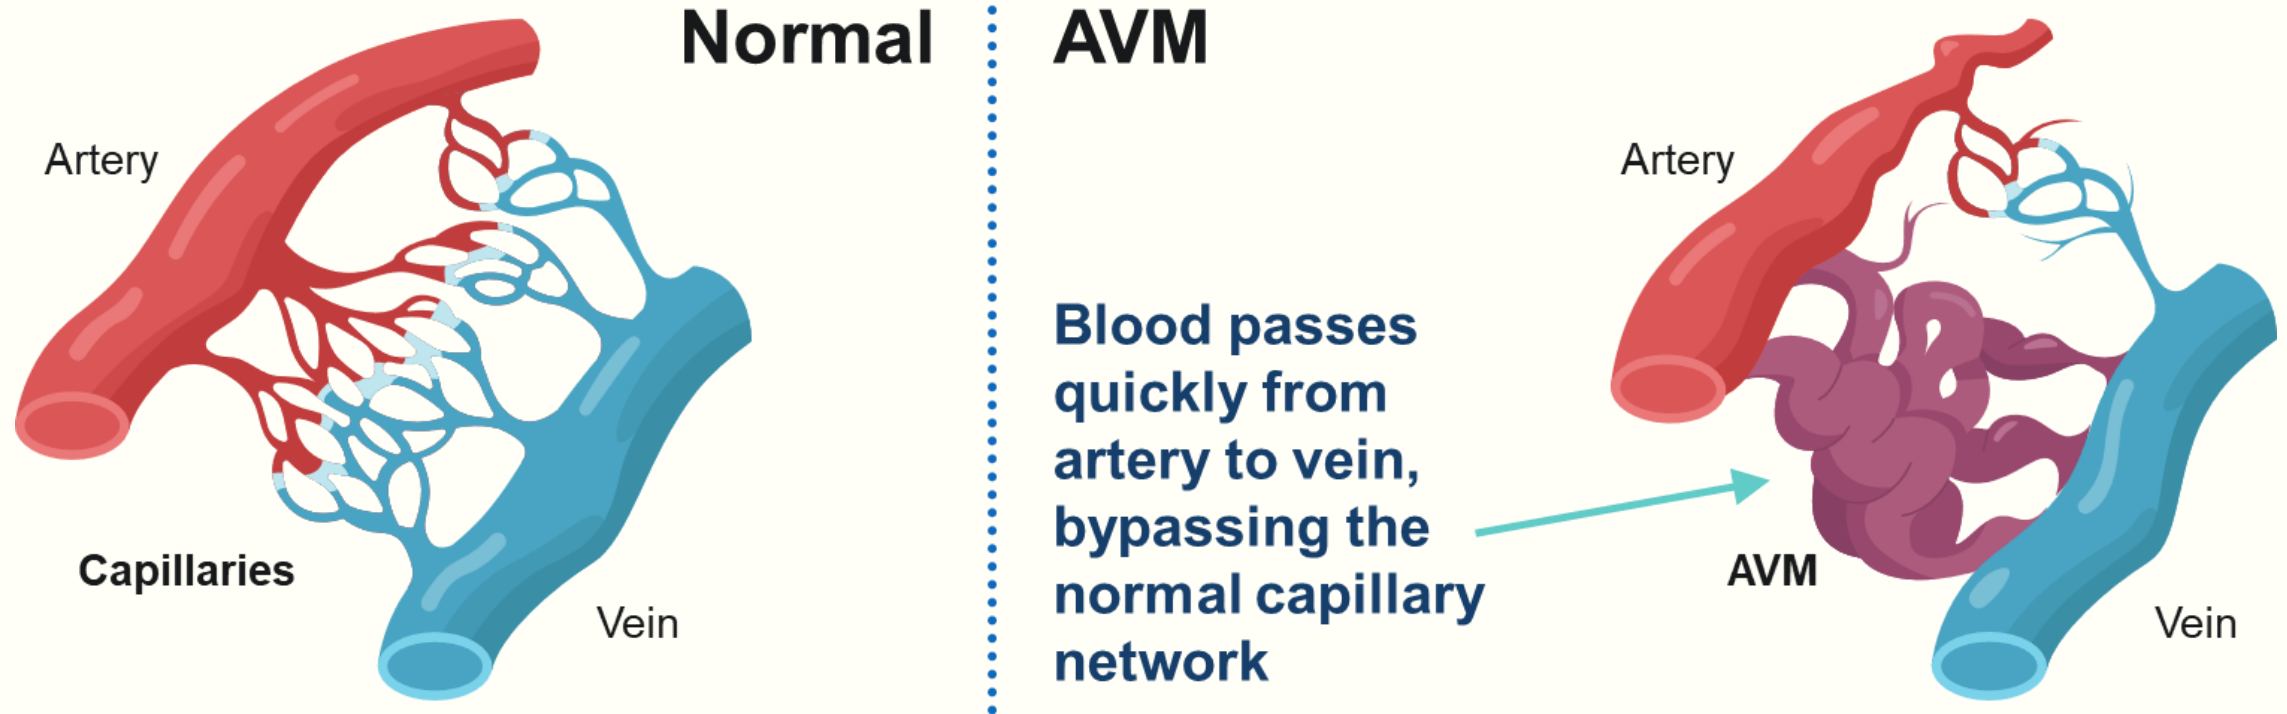 Normal
Artery
Capillaries
Vein
AVM
Blood passes
quickly from
artery to vein,
bypassing the
normal capillary
network
Artery
AVM
Vein